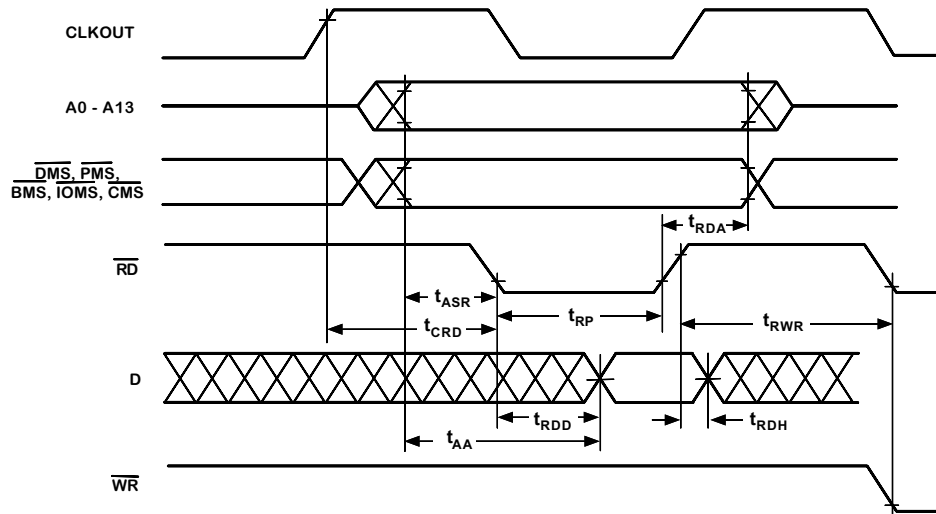 CLKOUT
A0 - A13
DMS, PMS,
BMS, IOMS, CMS
tRDA
RD
tASR
tCRD
tRP
tRWR
D
tRDD
tRDH
tAA
WR